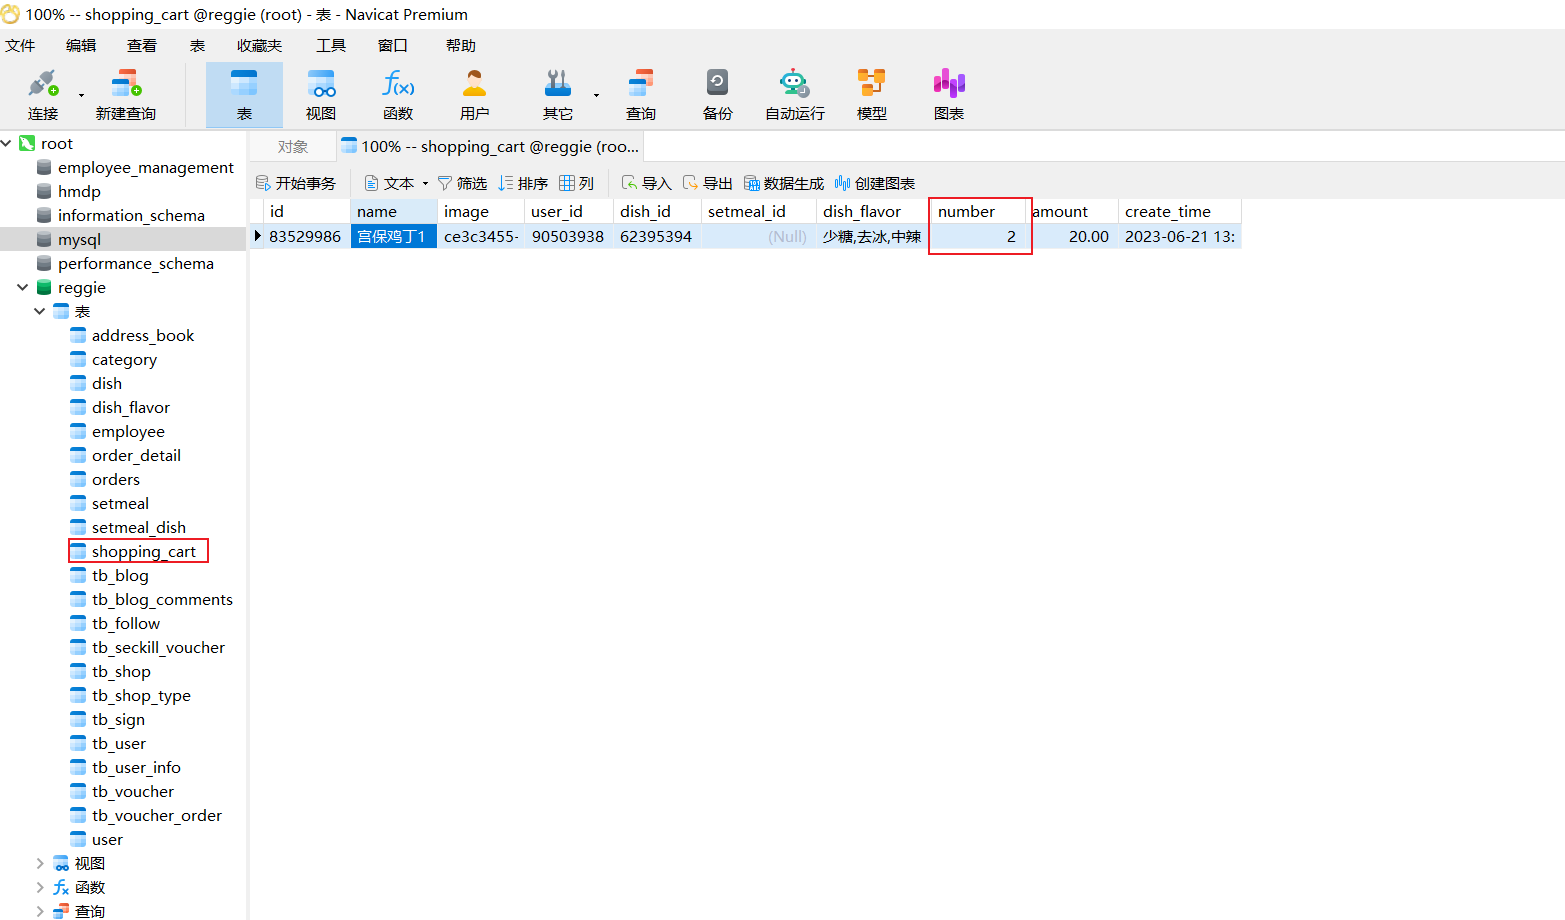 100% -- shopping_cart @reggie (root) - 表 - Navicat Premium
文件 编辑 查看 表 收藏夹 工具 窗口 帮助
连接 新建查询 表 视图 函数 用户 其它 查询 备份 自动运行 模型 图表
root
employee_management
hmdp
information_schema
mysql
performance_schema
reggie
表
address_book
category
dish
dish_flavor
employee
order_detail
orders
setmeal
setmeal_dish
shopping_cart
tb_blog
tb_blog_comments
tb_follow
tb_seckill_voucher
tb_shop
tb_shop_type
tb_sign
tb_user
tb_user_info
tb_voucher
tb_voucher_order
user
视图
函数
查询
对象 100% -- shopping_cart @reggie (roo...
开始事务 文本 筛选 排序 列 导入 导出 数据生成 创建图表
id name image user_id dish_id setmeal_id dish_flavor number amount create_time
83529986 宫保鸡丁1 ce3c3455- 90503938 62395394 (Null) 少糖,去冰,中辣 2 20.00 2023-06-21 13: